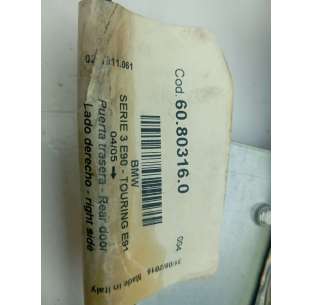 Cod. 60.80316.0
004
BMW
SERIE 3 E90 - TOURING E91
04/05 →
Puerta trasera - Rear door
Lado derecho - right side
Made in Italy